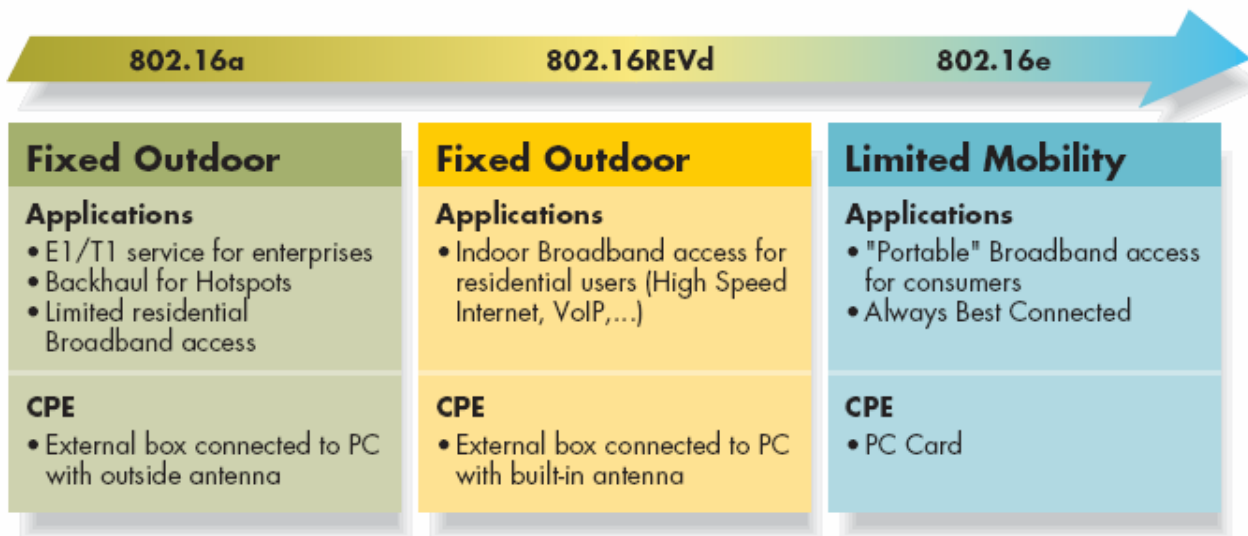 802.16a
802.16REVd
802.16e
Fixed Outdoor
Applications
• E1/T1 service for enterprises
• Backhaul for Hotspots
• Limited residential
Broadband access
CPE
• External box connected to PC
with outside antenna
Fixed Outdoor
Applications
• Indoor Broadband access for
residential users (High Speed
Internet, VoIP,...)
CPE
• External box connected to PC
with built-in antenna
Limited Mobility
Applications
• "Portable" Broadband access
for consumers
• Always Best Connected
CPE
• PC Card